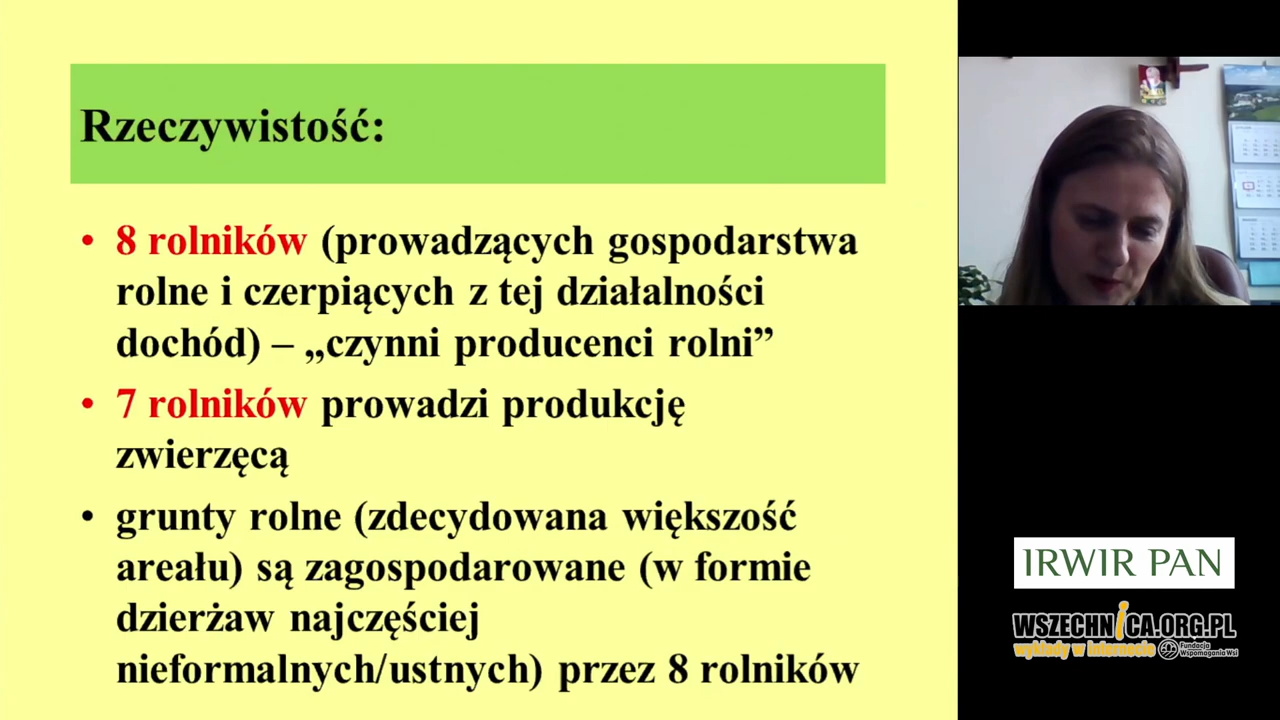 Rzeczywistość:
• 8 rolników (prowadzących gospodarstwa
rolne i czerpiących z tej działalności
dochód) – „czynni producenci rolni”
• 7 rolników prowadzi produkcję
zwierzęcą
• grunty rolne (zdecydowana większość
areału) są zagospodarowane (w formie
dzierżaw najczęściej
nieformalnych/ustnych) przez 8 rolników
IRWIR PAN
WSZECHNICA.ORG.PL
wykłady w internecie
Fundacja
Wspomagania Wsi